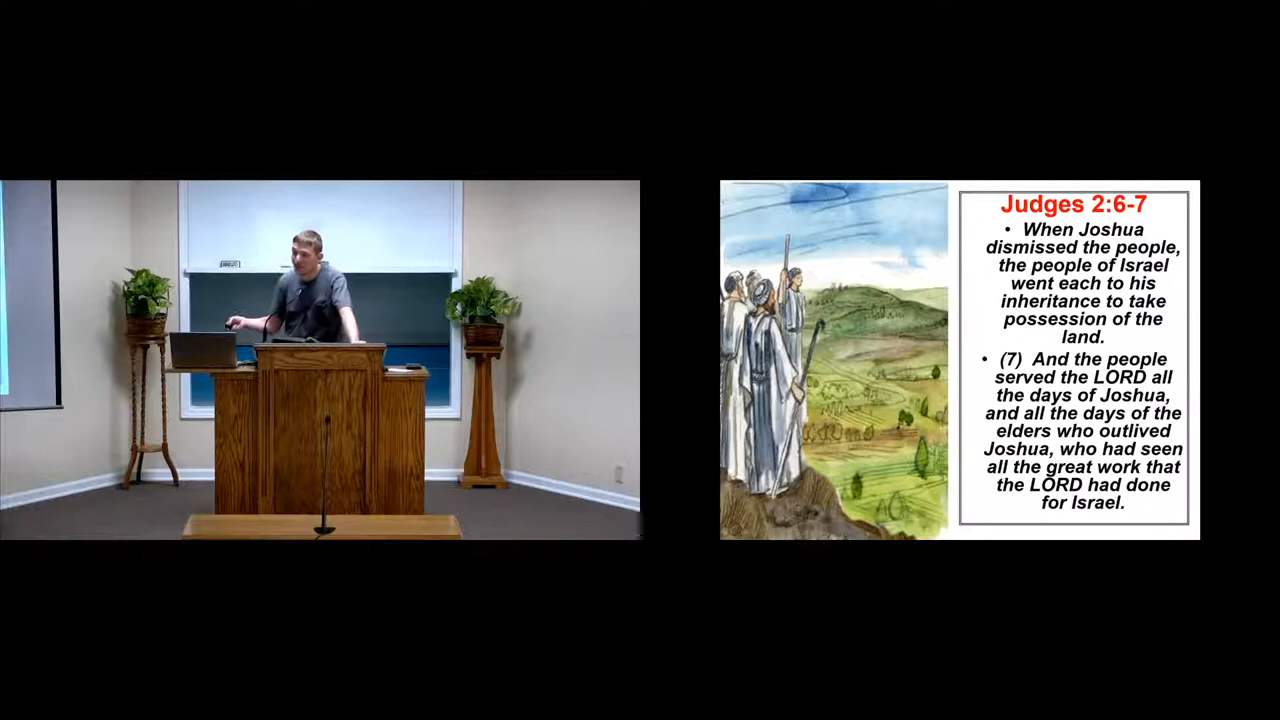 Judges 2:6-7
• When Joshua
dismissed the people,
the people of Israel
went each to his
inheritance to take
possession of the
land.
• (7) And the people
served the LORD all
the days of Joshua,
and all the days of the
elders who outlived
Joshua, who had seen
all the great work that
the LORD had done
for Israel.